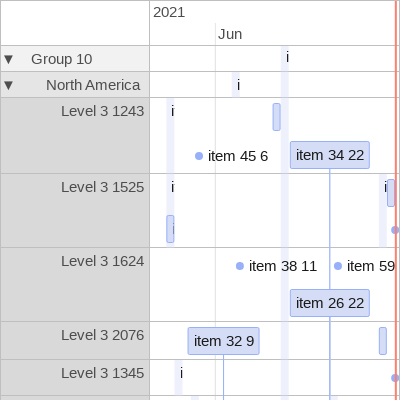 2021
Jun
▼ Group 10
i
▼ North America
i
Level 3 1243
i
item 45 6
item 34 22
Level 3 1525
i
i
Level 3 1624
item 38 11
item 59
item 26 22
Level 3 2076
item 32 9
Level 3 1345
i